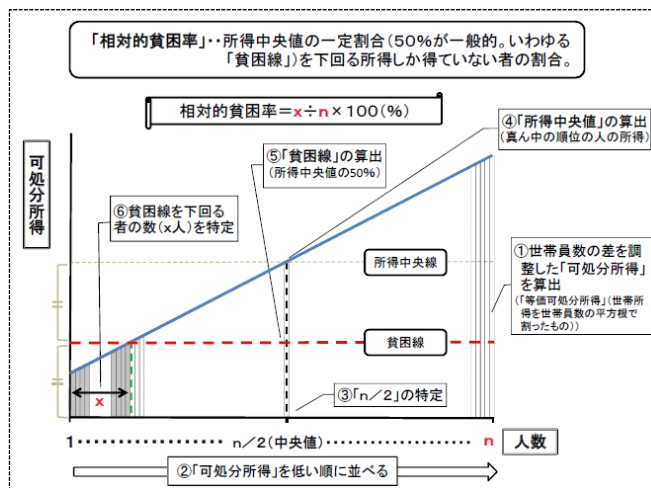 「相対的貧困率」･･所得中央値の一定割合(50%が一般的。いわゆる
「貧困線」)を下回る所得しか得ていない者の割合。
相対的貧困率=x÷n×100(%)
④「所得中央値」の算出
(真ん中の順位の人の所得)
⑤「貧困線」の算出
(所得中央値の50%)
可処分所得
⑥貧困線を下回る
者の数(x人)を特定
①世帯員数の差を調
整した「可処分所得」
を算出
(「等価可処分所得」(世帯所
得を世帯員数の平方根で
割ったもの))
所得中央線
貧困線
x
③「n/2」の特定
1 ・・・・・・・・・・・ n/2(中央値) ・・・・・・・・・・・・・・ n 人数
②「可処分所得」を低い順に並べる